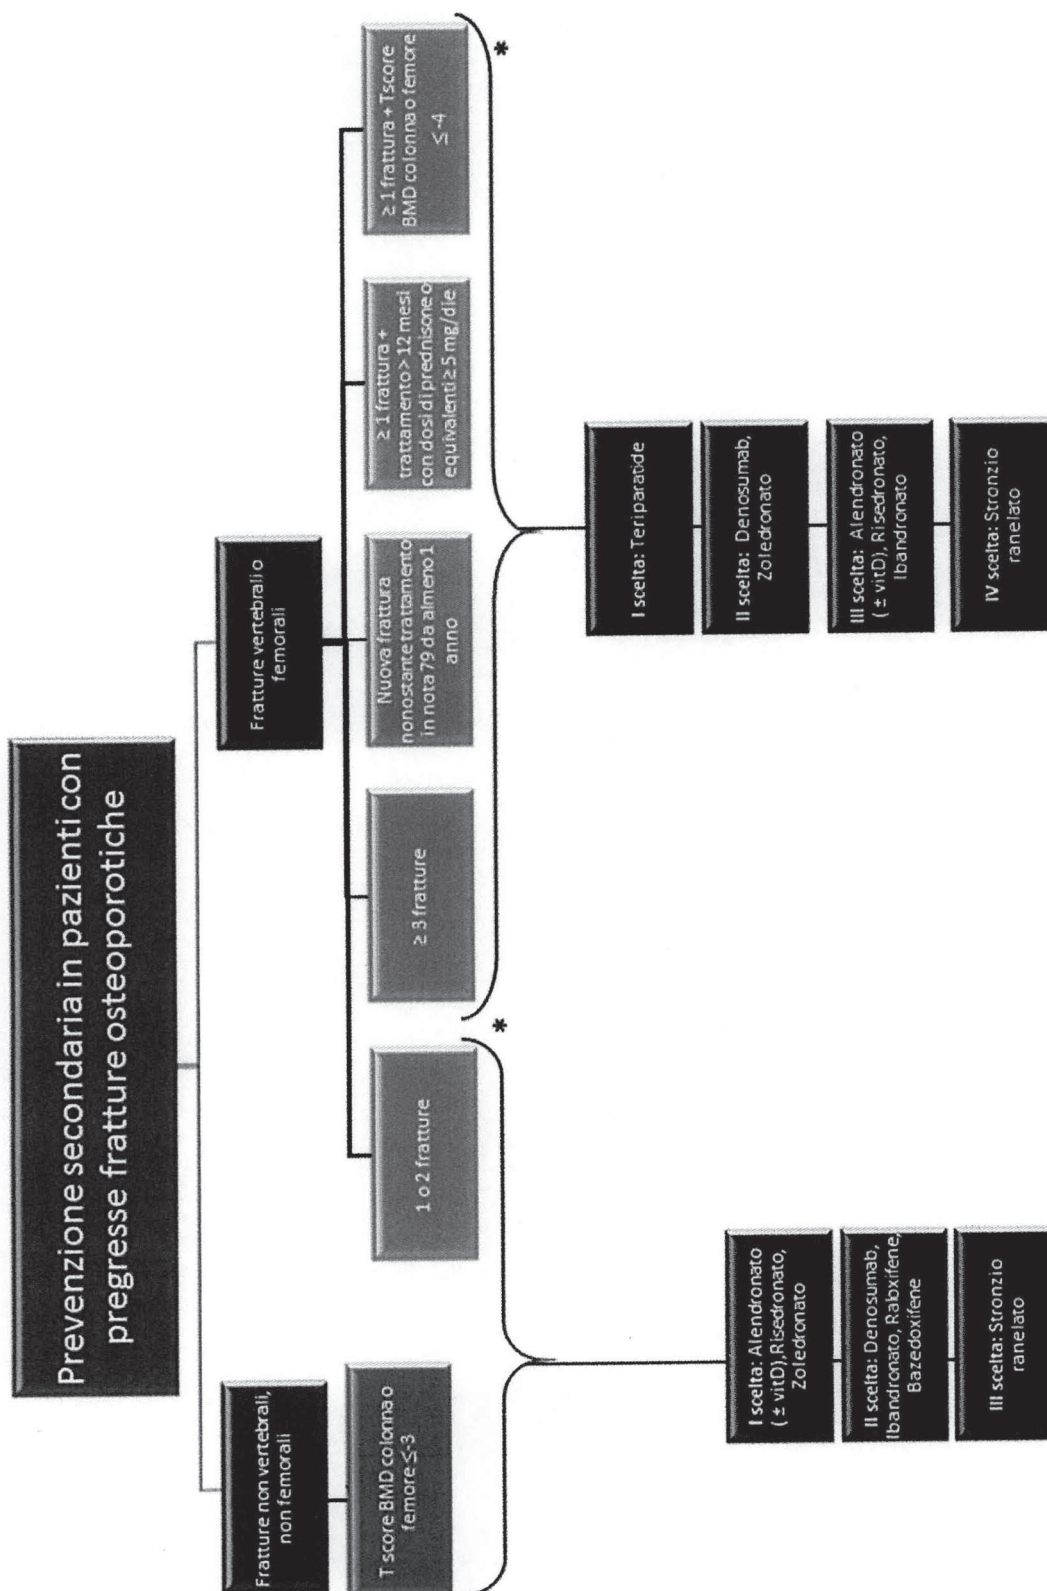 Prevenzione secondaria in pazienti con
pregresse fratture osteoporotiche
Fratture non vertebrali,
non femorali
T score BMD colonna o
femore ≤-3
Fratture vertebrali o
femorali
1 o 2 fratture
≥ 3 fratture
Nuova frattura
nonostante trattamento
in nota 79 da almeno 1
anno
≥ 1 frattura +
trattamento > 12 mesi
con dosi di prednisone o
equivalenti ≥ 5 mg/die
≥ 1 frattura + Tscore
BMD colonna o femore
≤ -4
*
*
I scelta: Alendronato
( ± vitD), Risedronato,
Zoledronato
II scelta: Denosumab,
Ibandronato, Raloxifene,
Bazedoxifene
III scelta: Stronzio
ranelato
I scelta: Teriparatide
II scelta: Denosumab,
Zoledronato
III scelta: Alendronato
( ± vitD), Risedronato,
Ibandronato
IV scelta: Stronzio
ranelato